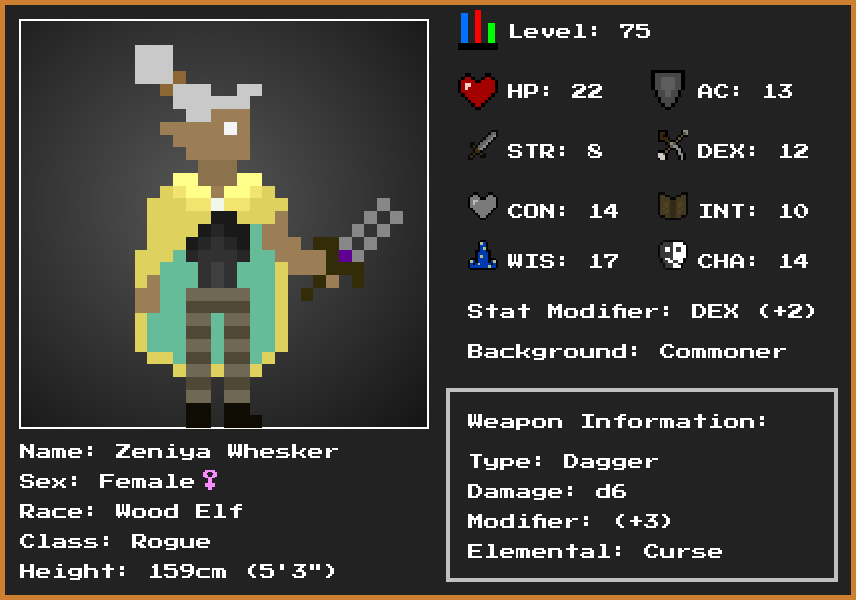 Level: 75
HP: 22
AC: 13
STR: 8
DEX: 12
CON: 14
INT: 10
WIS: 17
CHA: 14
Stat Modifier: DEX (+2)
Background: Commoner
Weapon Information:
Type: Dagger
Damage: d6
Modifier: (+3)
Elemental: Curse
Name: Zeniya Whesker
Sex: Female♀
Race: Wood Elf
Class: Rogue
Height: 159cm (5'3")